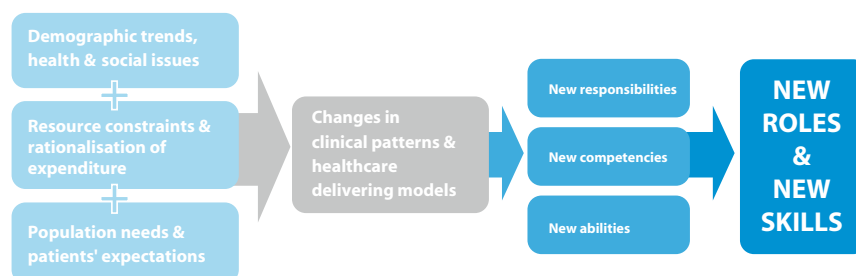 Demographic trends,
health & social issues
+
Resource constraints &
rationalisation of
expenditure
+
Population needs &
patients' expectations
Changes in
clinical patterns &
healthcare
delivering models
New responsibilities
New competencies
New abilities
NEW
ROLES
&
NEW
SKILLS